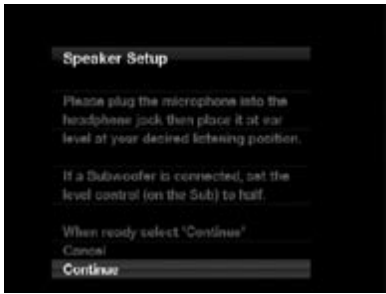 Speaker Setup
Please plug the microphone into the
headphone jack then place it at ear
level at your desired listening position.
If a Subwoofer is connected, set the
level control (on the Sub) to half.
When ready select "Continue"
Cancel
Continue